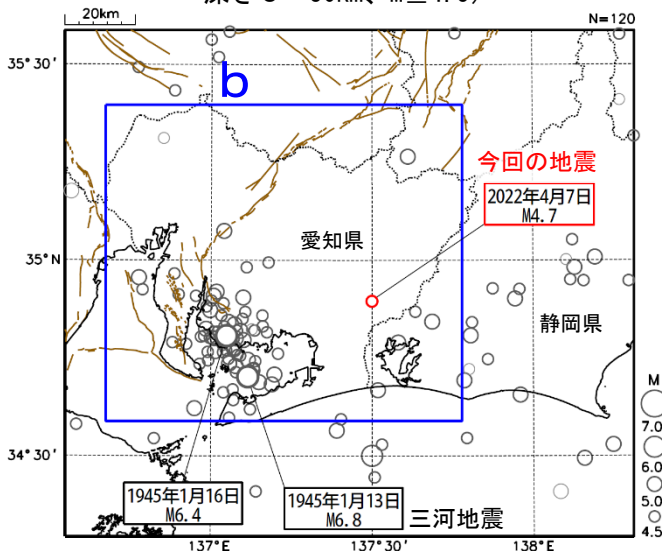 深さ0～30km、M≧4.5）
20km
N=120
35°30'
b
今回の地震
2022年4月7日
M4.7
愛知県
35°N
静岡県
M
7.0
6.0
5.0
4.5
34°30'
1945年1月16日
M6.4
1945年1月13日
M6.8
三河地震
137°E
137°30'
138°